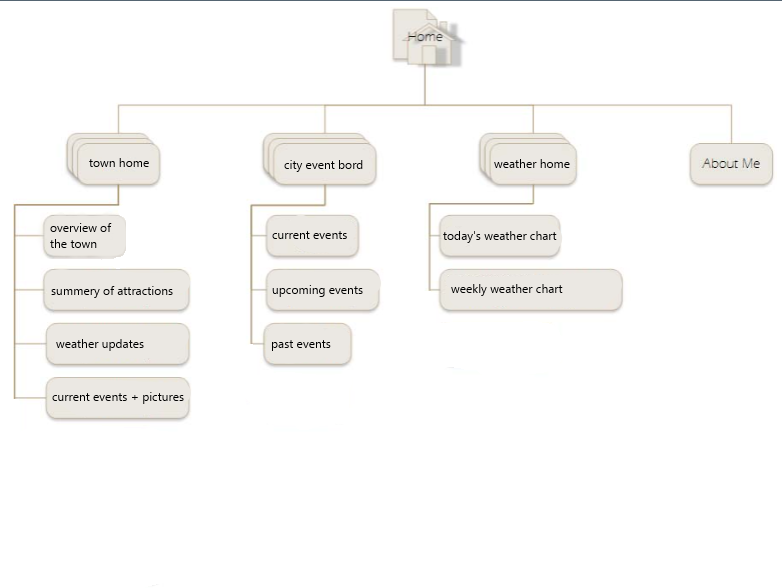 Home
town home
city event bord
weather home
About Me
overview of
the town
summery of attractions
weather updates
current events + pictures
current events
upcoming events
past events
today's weather chart
weekly weather chart